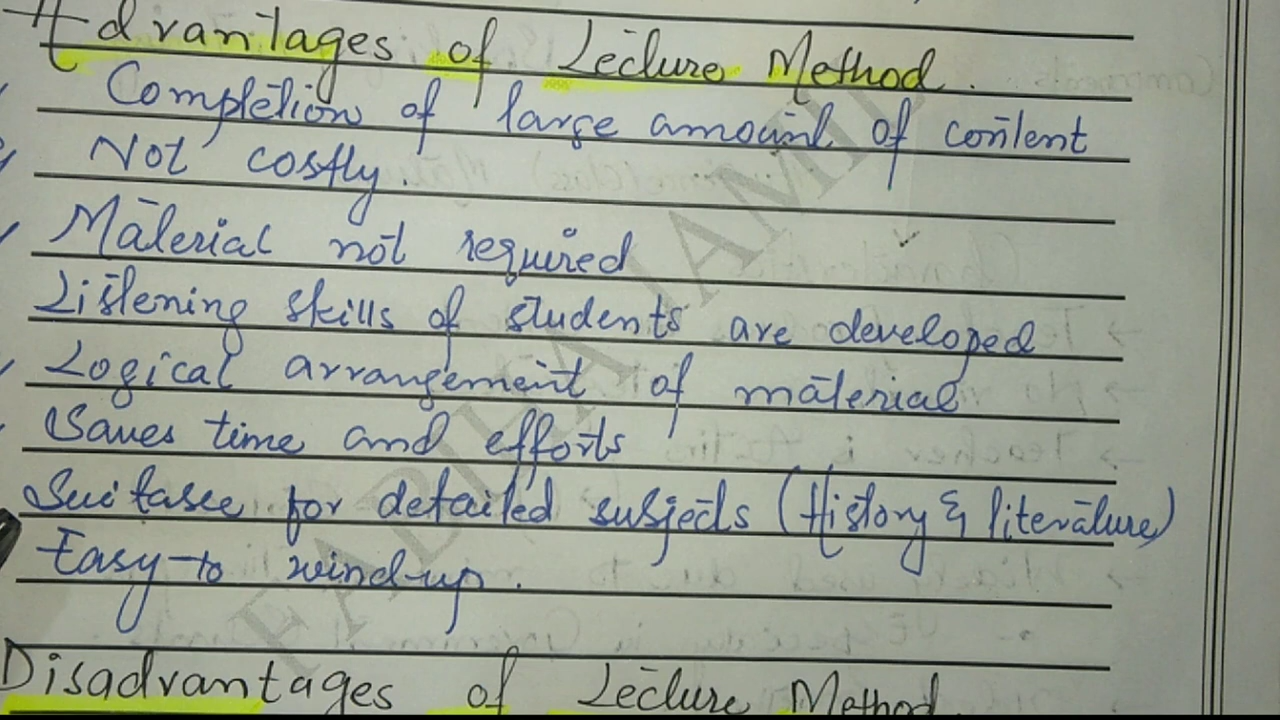 Advantages of Lecture Method.
Completion of large amount of content
Not costly.
Material not required
Listening skills of students are developed
Logical arrangement of material
Saves time and efforts
Suitable for detailed subjects (History & literature)
Easy to wind-up.
Disadvantages of Lecture Method